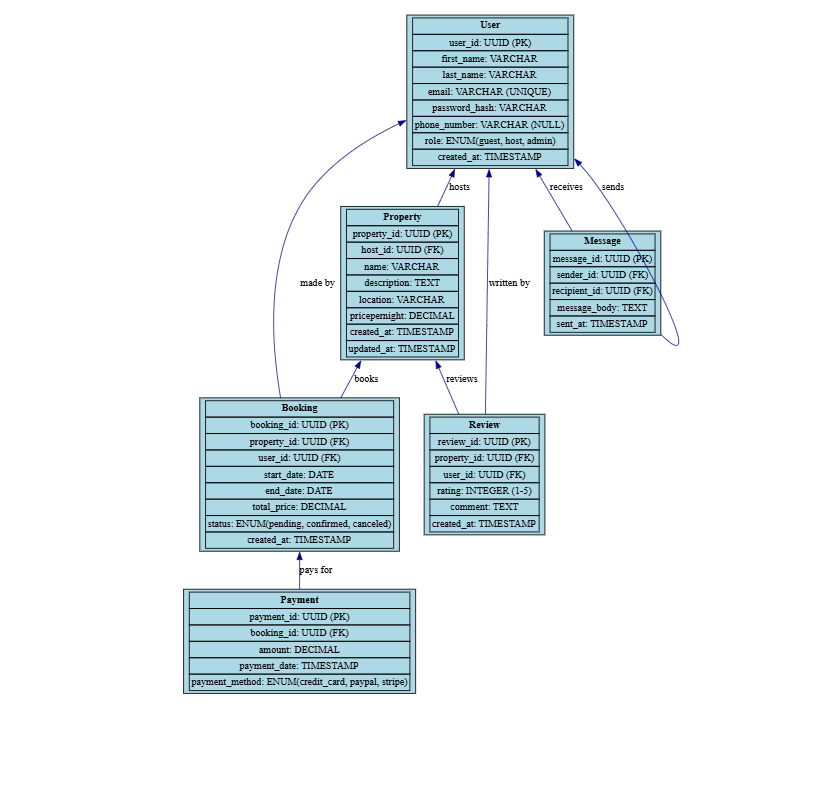 User
user_id: UUID (PK)
first_name: VARCHAR
last_name: VARCHAR
email: VARCHAR (UNIQUE)
password_hash: VARCHAR
phone_number: VARCHAR (NULL)
role: ENUM(guest, host, admin)
created_at: TIMESTAMP
hosts
receives
sends
Property
property_id: UUID (PK)
host_id: UUID (FK)
name: VARCHAR
description: TEXT
location: VARCHAR
pricepernight: DECIMAL
created_at: TIMESTAMP
updated_at: TIMESTAMP
Message
message_id: UUID (PK)
sender_id: UUID (FK)
recipient_id: UUID (FK)
message_body: TEXT
sent_at: TIMESTAMP
made by
written by
books
reviews
Booking
booking_id: UUID (PK)
property_id: UUID (FK)
user_id: UUID (FK)
start_date: DATE
end_date: DATE
total_price: DECIMAL
status: ENUM(pending, confirmed, canceled)
created_at: TIMESTAMP
Review
review_id: UUID (PK)
property_id: UUID (FK)
user_id: UUID (FK)
rating: INTEGER (1-5)
comment: TEXT
created_at: TIMESTAMP
pays for
Payment
payment_id: UUID (PK)
booking_id: UUID (FK)
amount: DECIMAL
payment_date: TIMESTAMP
payment_method: ENUM(credit_card, paypal, stripe)